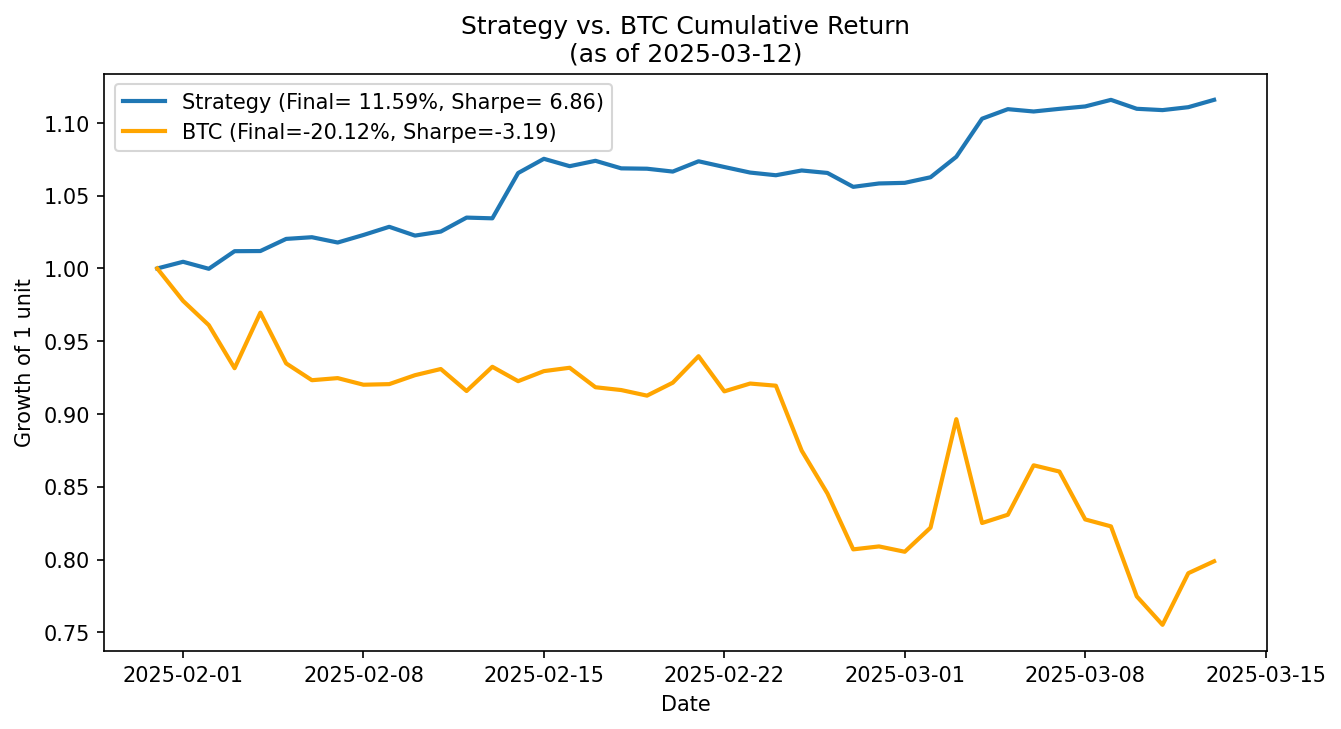 Strategy vs. BTC Cumulative Return
(as of 2025-03-12)
Strategy (Final= 11.59%, Sharpe= 6.86)
BTC (Final=-20.12%, Sharpe=-3.19)
Growth of 1 unit
1.10
1.05
1.00
0.95
0.90
0.85
0.80
0.75
2025-02-01
2025-02-08
2025-02-15
2025-02-22
2025-03-01
2025-03-08
2025-03-15
Date